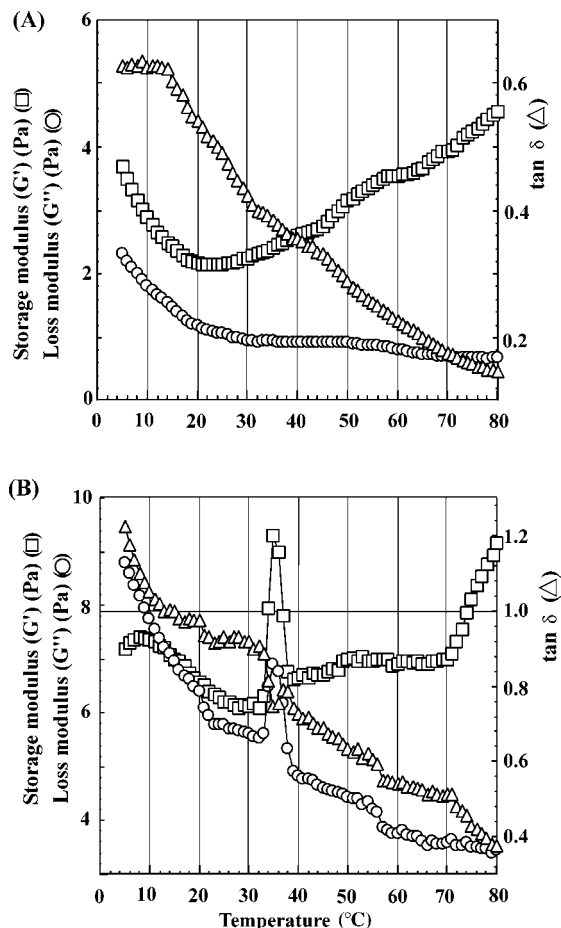 (A)
6
4
2
0
0.6
0.4
0.2
Storage modulus (G') (Pa) (□)
Loss modulus (G'') (Pa) (○)
tan δ (△)
0 10 20 30 40 50 60 70 80
(B)
10
8
6
4
1.2
1.0
0.8
0.6
0.4
Storage modulus (G') (Pa) (□)
Loss modulus (G'') (Pa) (○)
tan δ (△)
0 10 20 30 40 50 60 70 80
Temperature (°C)